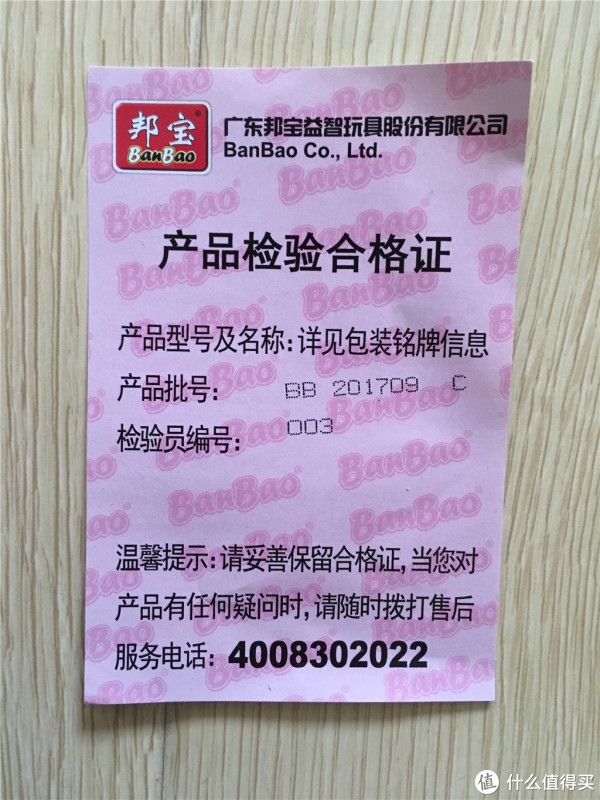 邦宝
BanBao
广东邦宝益智玩具股份有限公司
BanBao Co., Ltd.
产品检验合格证
产品型号及名称：详见包装铭牌信息
产品批号： BB 201709 C
检验员编号： 003
温馨提示：请妥善保留合格证，当您对
产品有任何疑问时，请随时拨打售后
服务电话：4008302022
值 什么值得买